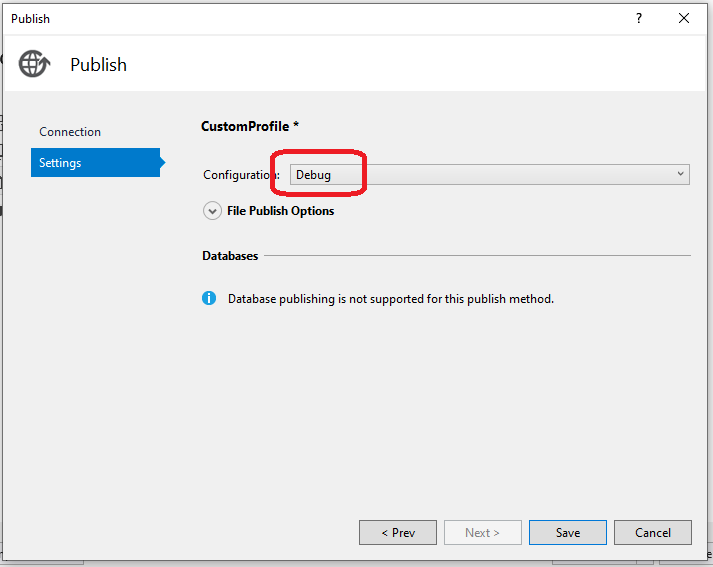 Publish
?
Publish
Connection
Settings
CustomProfile *
Configuration: Debug
File Publish Options
Databases
Database publishing is not supported for this publish method.
< Prev
Next >
Save
Cancel